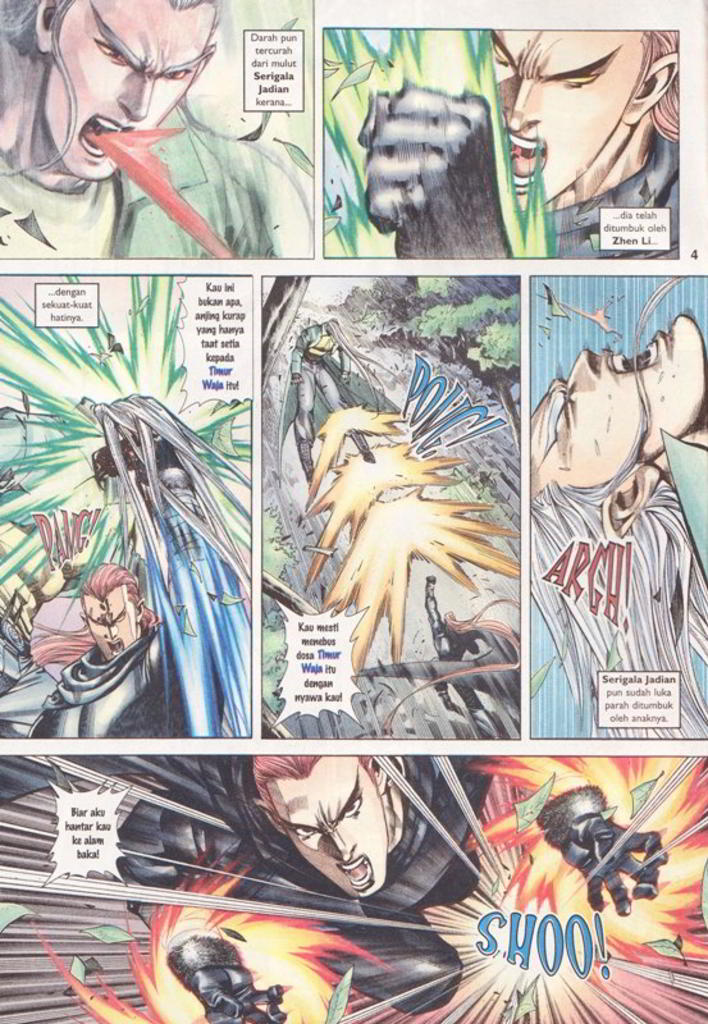 Darah pun
tercurah
dari mulut
Serigala
Jadian
kerana...
...dia telah
ditumbuk oleh
Zhen Li...
4
...dengan
sekuat-kuat
hatinya.
Kau ini
bukan apa,
anjing kurap
yang hanya
taat setia
kepada
Timur
Waja itu!
PANG!
PONG!
Kau mesti
menebus
dosa Timur
Waja itu
dengan
nyawa kau!
ARGH!
Serigala Jadian
pun sudah luka
parah ditumbuk
oleh anaknya.
Biar aku
hantar kau
ke alam
baka!
SHOO!